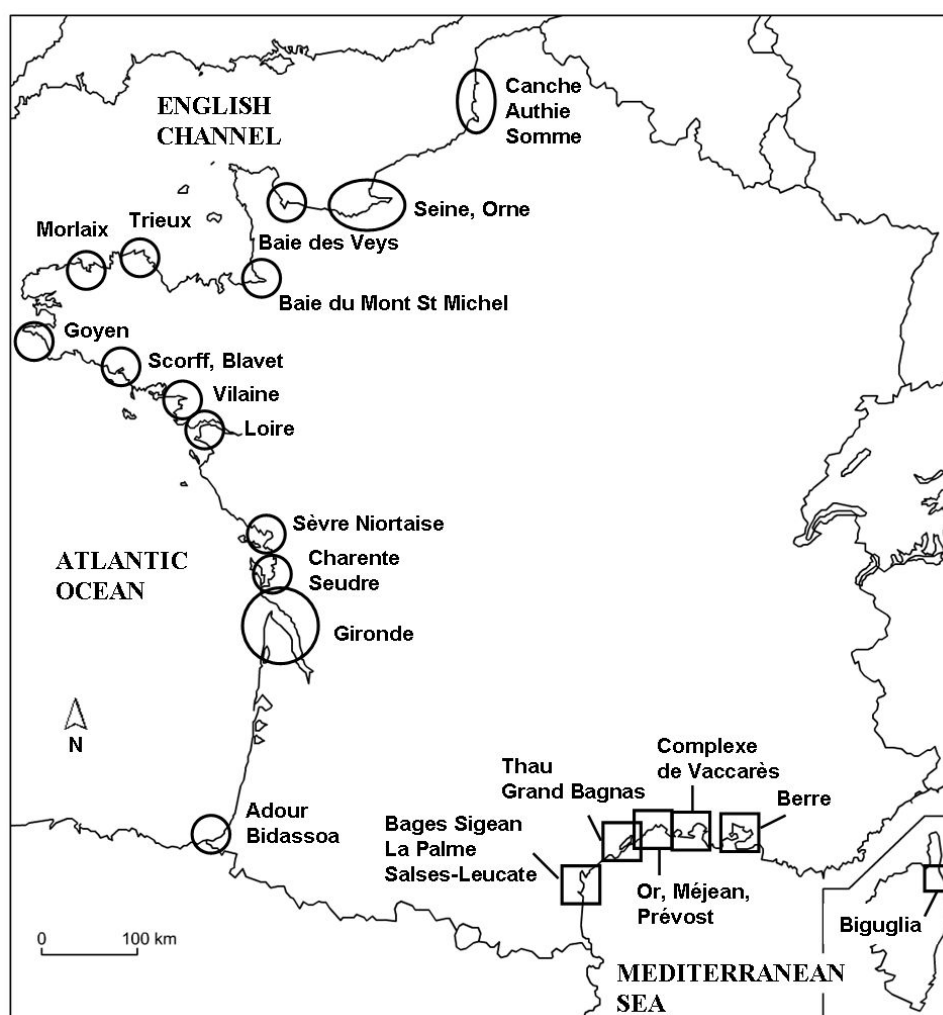 ENGLISH
CHANNEL
Canche
Authie
Somme
Seine, Orne
Baie des Veys
Trieux
Morlaix
Baie du Mont St Michel
Goyen
Scorff, Blavet
Vilaine
Loire
Sèvre Niortaise
Charente
Seudre
ATLANTIC
OCEAN
Gironde
N
Adour
Bidassoa
Thau
Grand Bagnas
Complexe
de Vaccarès
Berre
Bages Sigean
La Palme
Salses-Leucate
Or, Méjean,
Prévost
Biguglia
0 100 km
MEDITERRANEAN
SEA